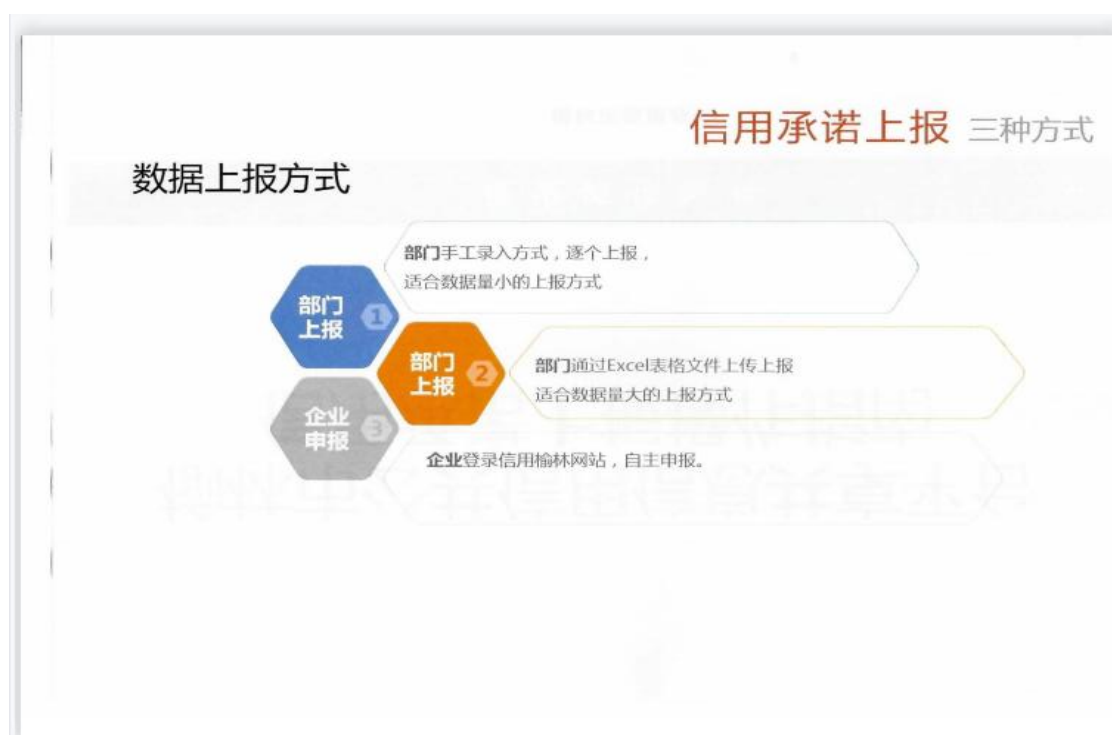 信用承诺上报 三种方式
数据上报方式
部门手工录入方式，逐个上报，
适合数据量小的上报方式
部门
上报
1
部门
上报
2
部门通过Excel表格文件上传上报
适合数据量大的上报方式
企业
申报
3
企业登录信用榆林网站，自主申报。